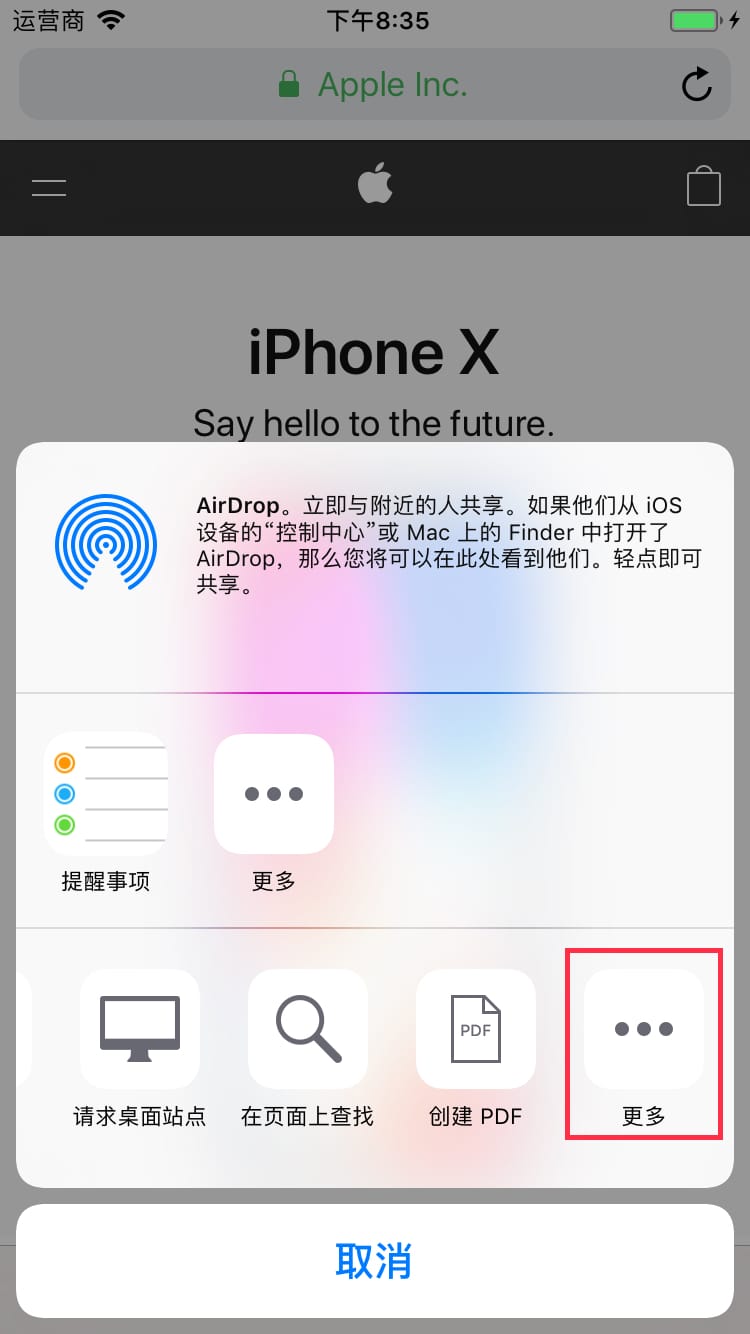 运营商 下午8:35
Apple Inc.
iPhone X
Say hello to the future.
AirDrop。立即与附近的人共享。如果他们从 iOS
设备的“控制中心”或 Mac 上的 Finder 中打开了
AirDrop，那么您将可以在此处看到他们。轻点即可
共享。
提醒事项 更多
PDF
请求桌面站点 在页面上查找 创建 PDF 更多
取消